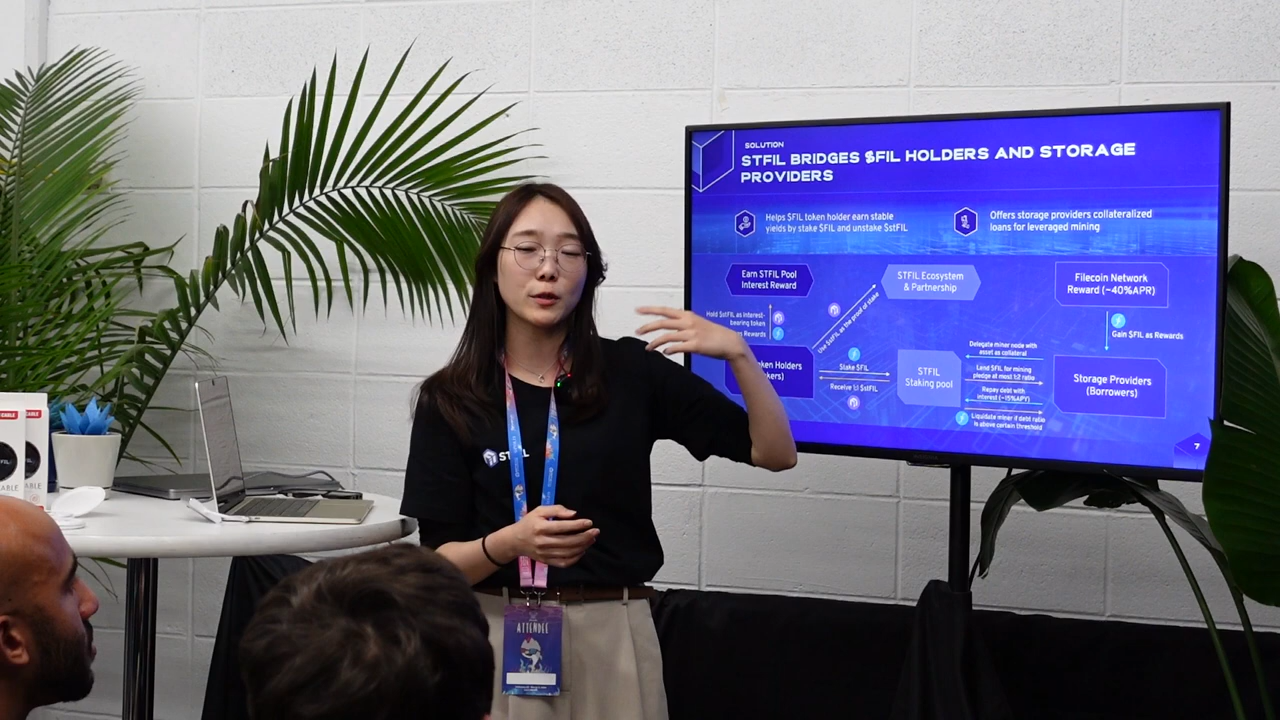 SOLUTION
STFIL BRIDGES $FIL HOLDERS AND STORAGE
PROVIDERS
Helps $FIL token holder earn stable
yields by stake $FIL and unstake $stFIL
Offers storage providers collateralized
loans for leveraged mining
Earn STFIL Pool
Interest Reward
STFIL Ecosystem
& Partnership
Filecoin Network
Reward (~40%APR)
Hold $stFIL as interest-
bearing token
Rewards
Use $stFIL as the proof of stake
Gain $FIL as Rewards
Holders
Stake $FIL
Receive 1:1 $stFIL
STFIL
Staking pool
Delegate miner node with
asset as collateral
Lend $FIL for mining
pledge at most 1:2 ratio
Repay debt with
interest (~15%APY)
Liquidate miner if debt ratio
is above certain threshold
Storage Providers
(Borrowers)
7
ATTENDEE